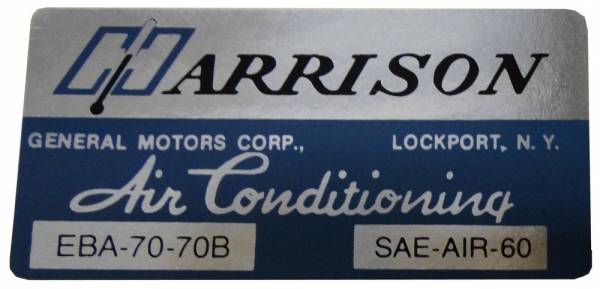 HARRISON
GENERAL MOTORS CORP., LOCKPORT, N. Y.
Air Conditioning
EBA-70-70B SAE-AIR-60